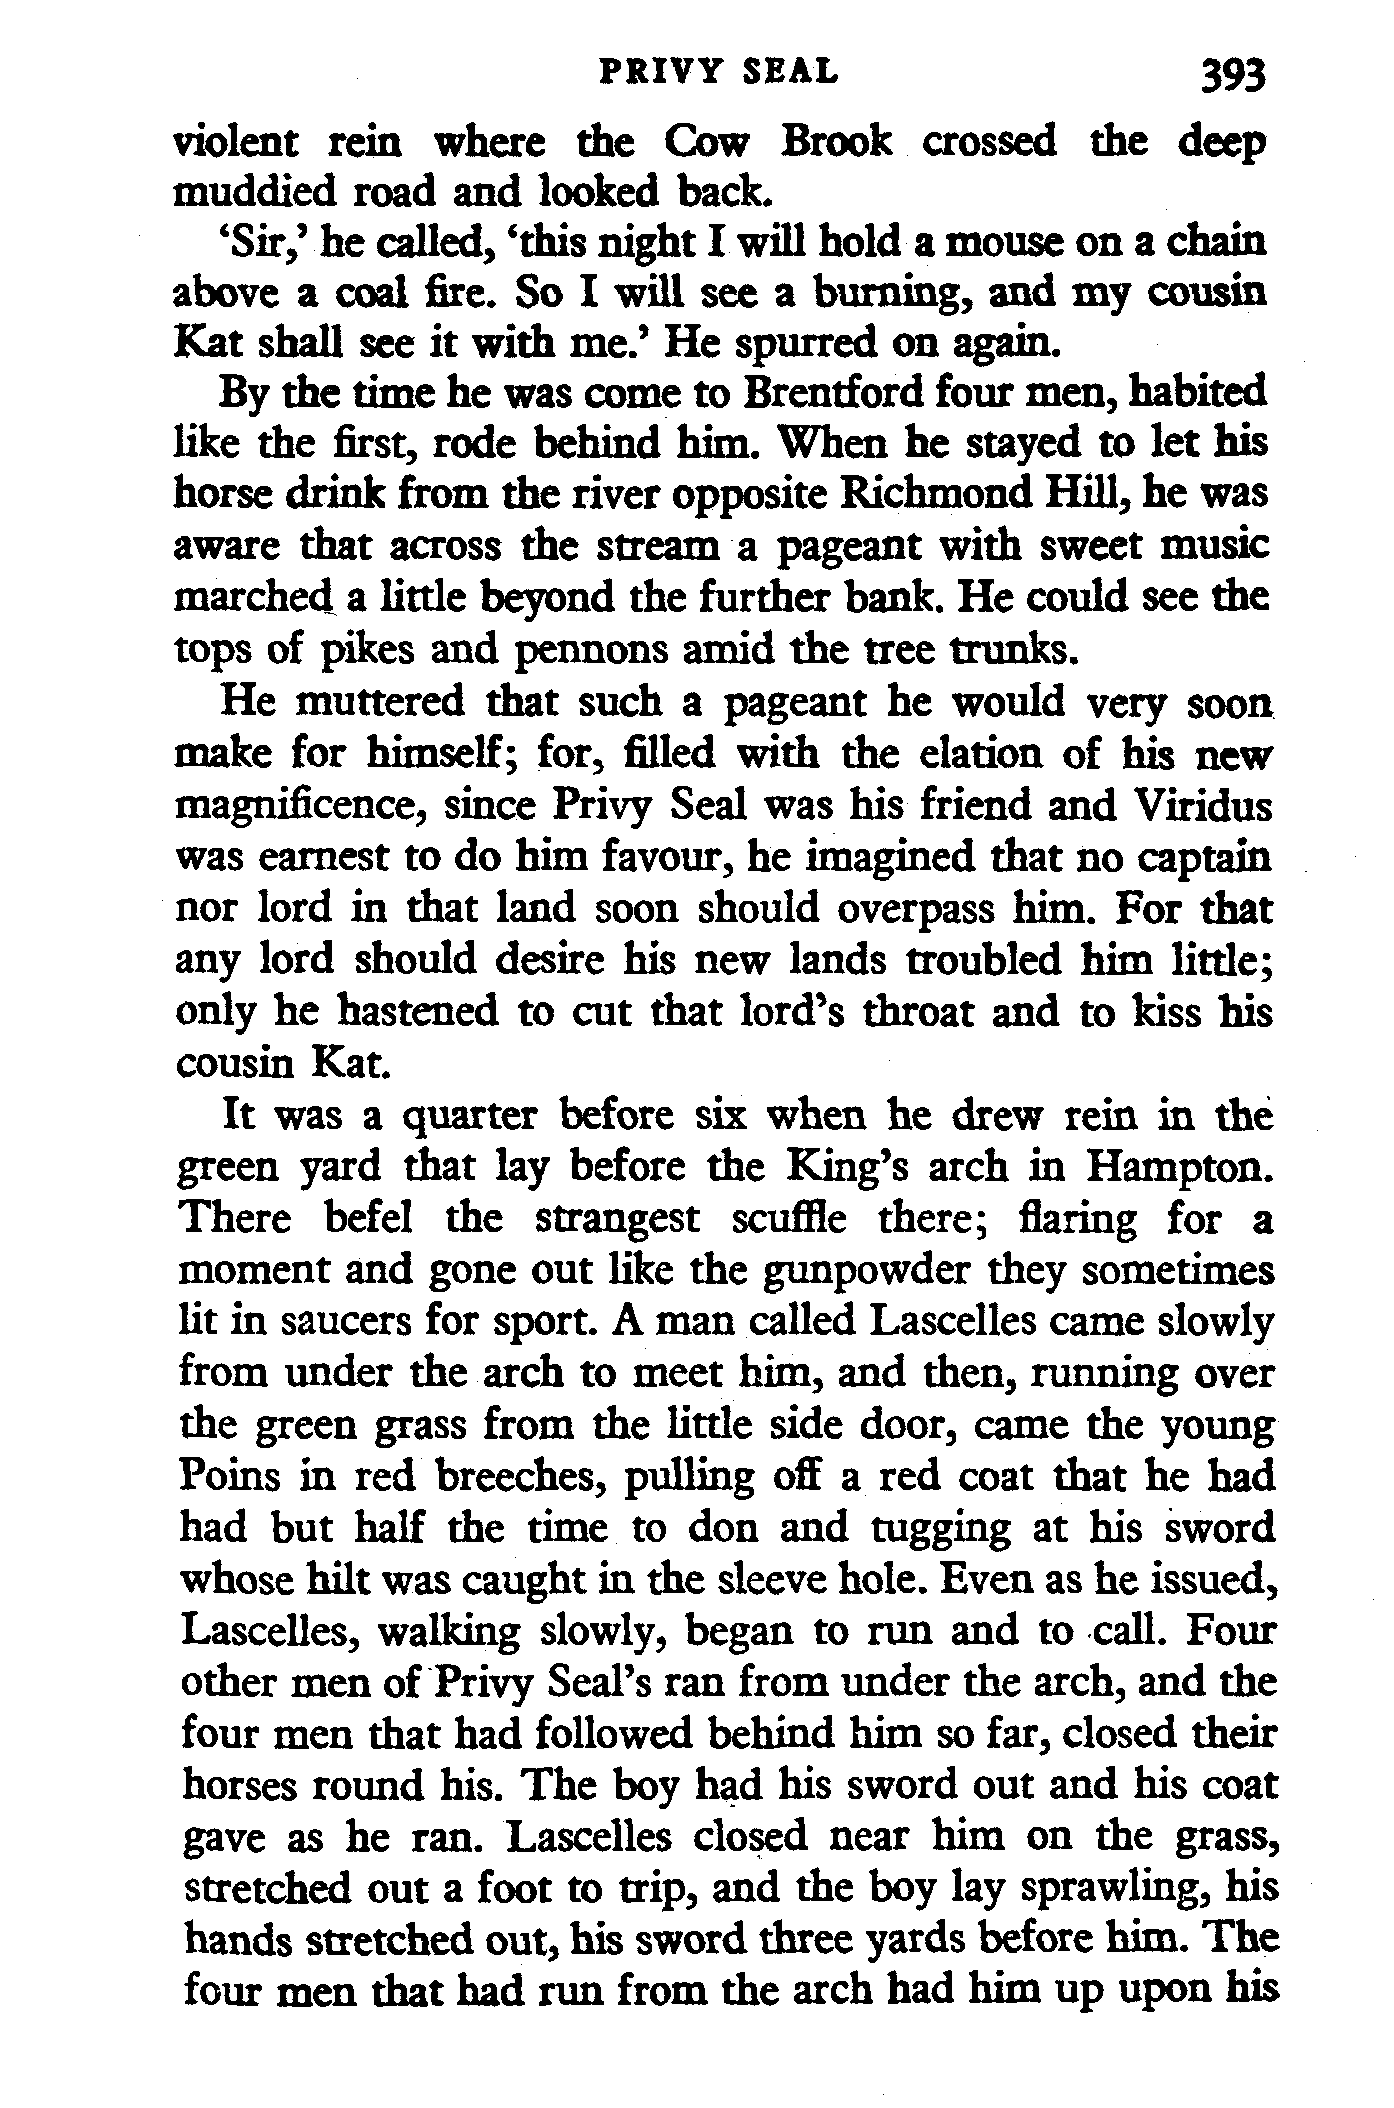 PRIVY SEAL 393
violent rein where the Cow Brook crossed the deep
muddied road and looked back.
‘Sir,’ he called, ‘this night I will hold a mouse on a chain
above a coal fire. So I will see a burning, and my cousin
Kat shall see it with me.’ He spurred on again.
By the time he was come to Brentford four men, habited
like the first, rode behind him. When he stayed to let his
horse drink from the river opposite Richmond Hill, he was
aware that across the stream a pageant with sweet music
marched a little beyond the further bank. He could see the
tops of pikes and pennons amid the tree trunks.
He muttered that such a pageant he would very soon
make for himself; for, filled with the elation of his new
magnificence, since Privy Seal was his friend and Viridus
was earnest to do him favour, he imagined that no captain
nor lord in that land soon should overpass him. For that
any lord should desire his new lands troubled him little;
only he hastened to cut that lord’s throat and to kiss his
cousin Kat.
It was a quarter before six when he drew rein in the
green yard that lay before the King’s arch in Hampton.
There befel the strangest scuffle there; flaring for a
moment and gone out like the gunpowder they sometimes
lit in saucers for sport. A man called Lascelles came slowly
from under the arch to meet him, and then, running over
the green grass from the little side door, came the young
Poins in red breeches, pulling off a red coat that he had
had but half the time to don and tugging at his sword
whose hilt was caught in the sleeve hole. Even as he issued,
Lascelles, walking slowly, began to run and to call. Four
other men of Privy Seal’s ran from under the arch, and the
four men that had followed behind him so far, closed their
horses round his. The boy had his sword out and his coat
gave as he ran. Lascelles closed near him on the grass,
stretched out a foot to trip, and the boy lay sprawling, his
hands stretched out, his sword three yards before him. The
four men that had run from the arch had him up upon his